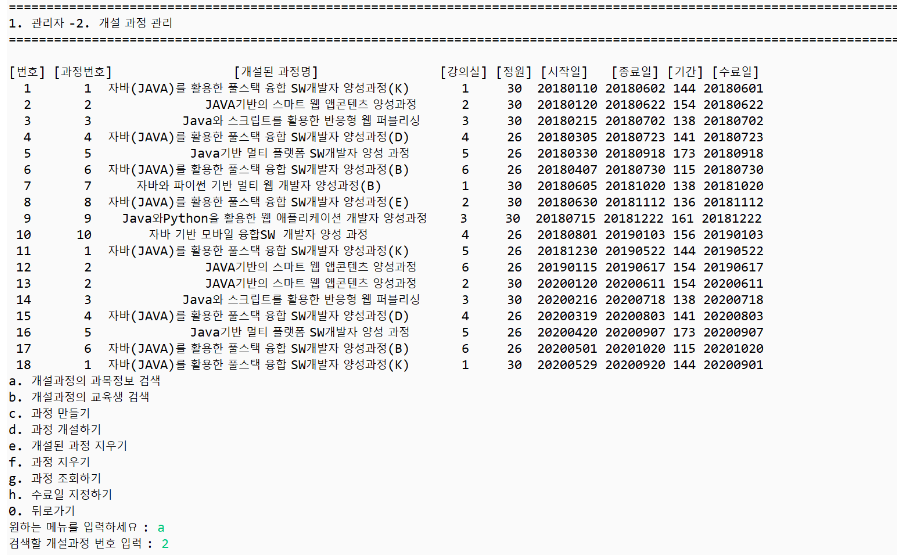 ================================================================================
1. 관리자 -2. 개설 과정 관리
================================================================================
[번호] [과정번호] [개설된 과정명] [강의실] [정원] [시작일] [종료일] [기간] [수료일]
1 1 자바(JAVA)를 활용한 풀스택 융합 SW개발자 양성과정(K) 1 30 20180110 20180602 144 20180601
2 2 JAVA기반의 스마트 웹 앱콘텐츠 양성과정 2 30 20180120 20180622 154 20180622
3 3 Java와 스크립트를 활용한 반응형 웹 퍼블리싱 3 30 20180215 20180702 138 20180702
4 4 자바(JAVA)를 활용한 풀스택 융합 SW개발자 양성과정(D) 4 26 20180305 20180723 141 20180723
5 5 Java기반 멀티 플랫폼 SW개발자 양성 과정 5 26 20180330 20180918 173 20180918
6 6 자바(JAVA)를 활용한 풀스택 융합 SW개발자 양성과정(B) 6 26 20180407 20180730 115 20180730
7 7 자바와 파이썬 기반 멀티 웹 개발자 양성과정(B) 1 30 20180605 20181020 138 20181020
8 8 자바(JAVA)를 활용한 풀스택 융합 SW개발자 양성과정(E) 2 30 20180630 20181112 136 20181112
9 9 Java와Python을 활용한 웹 애플리케이션 개발자 양성과정 3 30 20180715 20181222 161 20181222
10 10 자바 기반 모바일 융합SW 개발자 양성 과정 4 26 20180801 20190103 156 20190103
11 1 자바(JAVA)를 활용한 풀스택 융합 SW개발자 양성과정(K) 5 26 20181230 20190522 144 20190522
12 2 JAVA기반의 스마트 웹 앱콘텐츠 양성과정 6 26 20190115 20190617 154 20190617
13 2 JAVA기반의 스마트 웹 앱콘텐츠 양성과정 2 30 20200120 20200611 154 20200611
14 3 Java와 스크립트를 활용한 반응형 웹 퍼블리싱 3 30 20200216 20200718 138 20200718
15 4 자바(JAVA)를 활용한 풀스택 융합 SW개발자 양성과정(D) 4 26 20200319 20200803 141 20200803
16 5 Java기반 멀티 플랫폼 SW개발자 양성 과정 5 26 20200420 20200907 173 20200907
17 6 자바(JAVA)를 활용한 풀스택 융합 SW개발자 양성과정(B) 6 26 20200501 20201020 115 20201020
18 1 자바(JAVA)를 활용한 풀스택 융합 SW개발자 양성과정(K) 1 30 20200529 20200920 144 20200901
a. 개설과정의 과목정보 검색
b. 개설과정의 교육생 검색
c. 과정 만들기
d. 과정 개설하기
e. 개설된 과정 지우기
f. 과정 지우기
g. 과정 조회하기
h. 수료일 지정하기
0. 뒤로가기
원하는 메뉴를 입력하세요 : a
검색할 개설과정 번호 입력 : 2